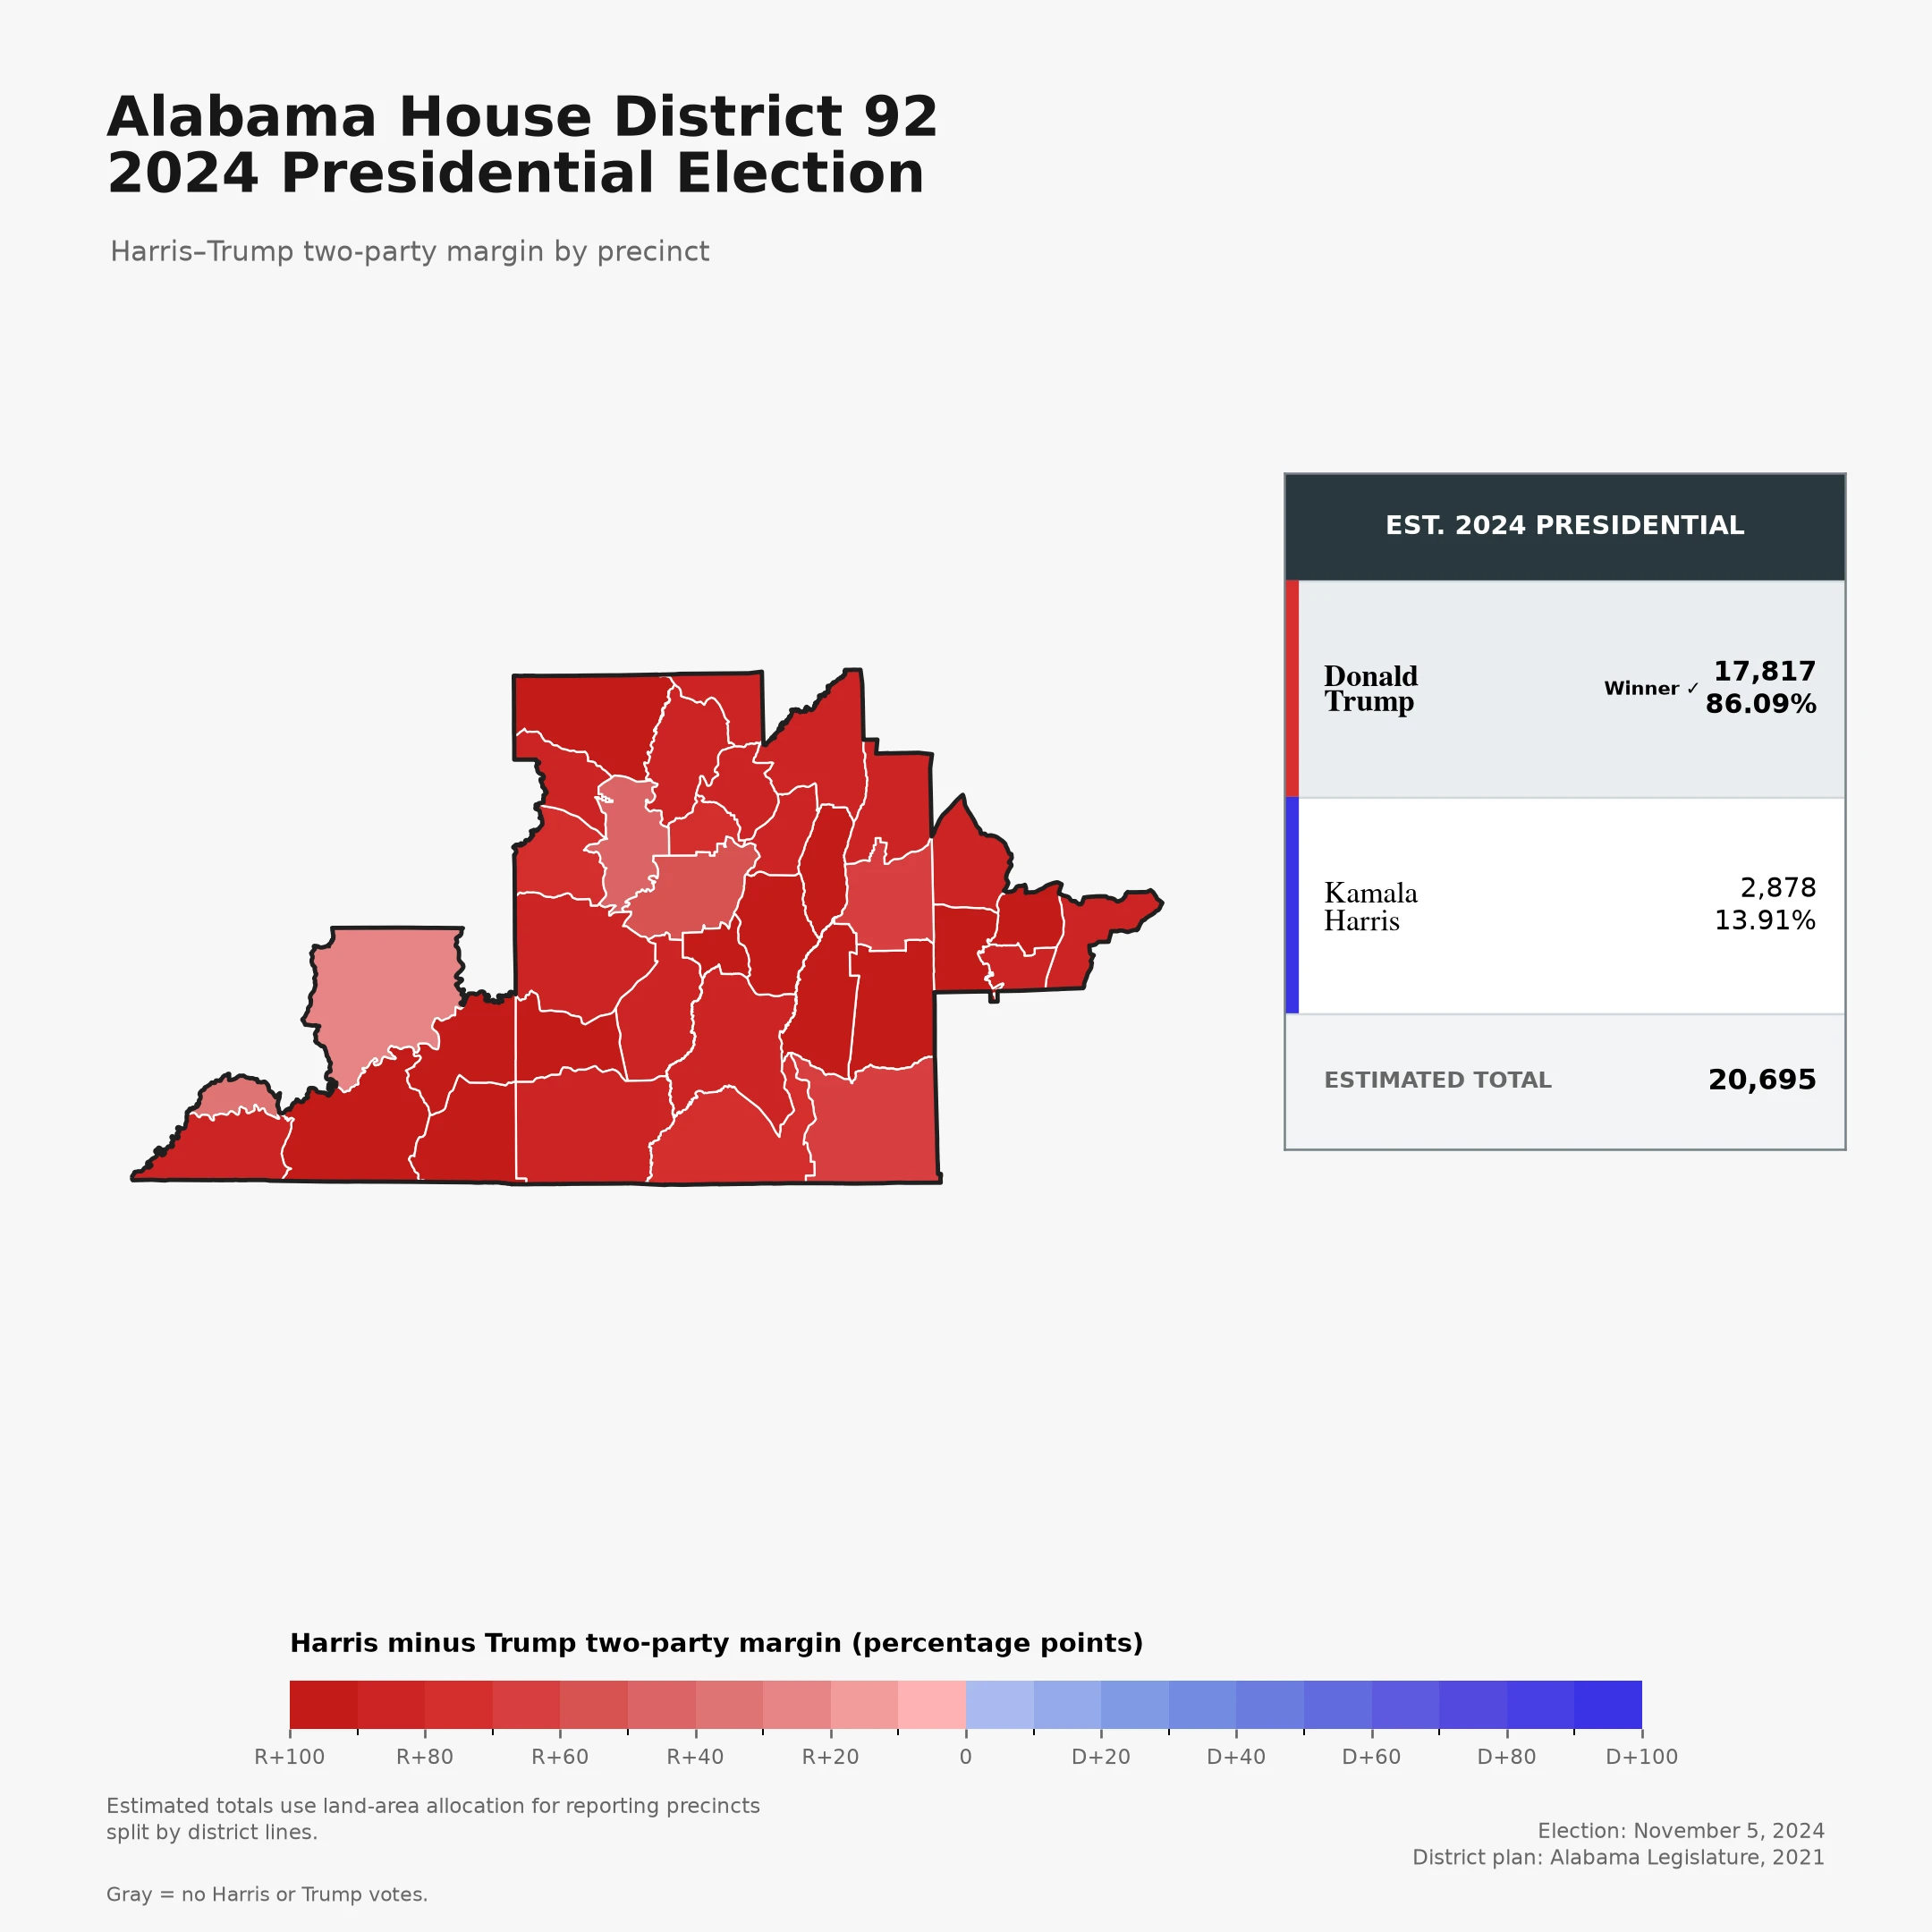 Alabama House District 92
2024 Presidential Election
Harris–Trump two-party margin by precinct
EST. 2024 PRESIDENTIAL
Donald
Trump
Winner ✓
17,817
86.09%
Kamala
Harris
2,878
13.91%
ESTIMATED TOTAL
20,695
Harris minus Trump two-party margin (percentage points)
R+100 R+80 R+60 R+40 R+20 0 D+20 D+40 D+60 D+80 D+100
Estimated totals use land-area allocation for reporting precincts
split by district lines.
Gray = no Harris or Trump votes.
Election: November 5, 2024
District plan: Alabama Legislature, 2021